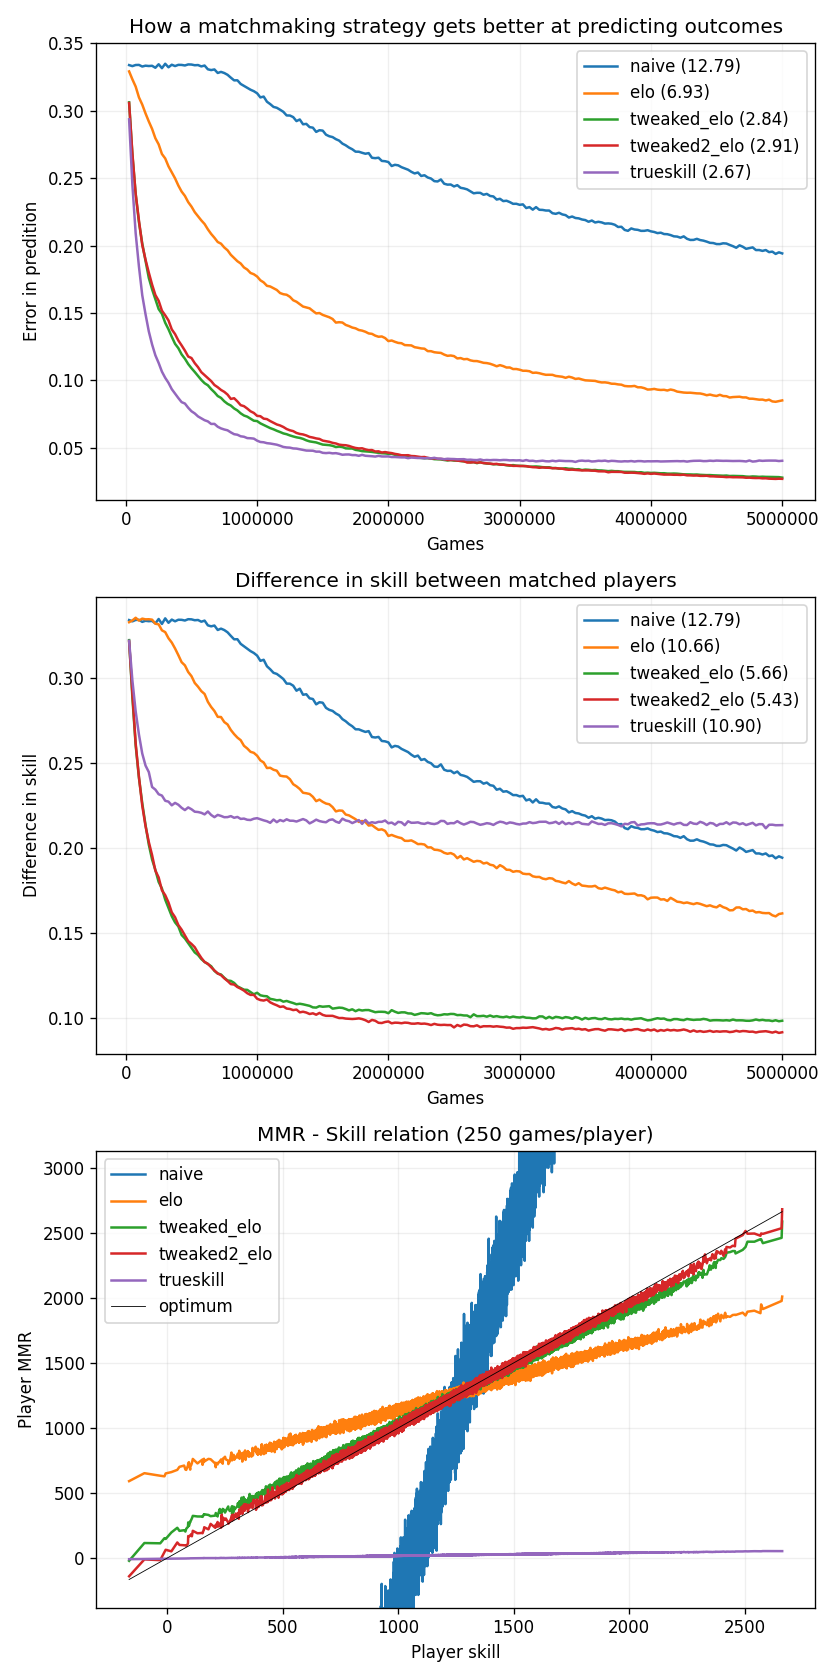 How a matchmaking strategy gets better at predicting outcomes
0.35
0.30
0.25
0.20
0.15
0.10
0.05
Error in predition
naive (12.79)
elo (6.93)
tweaked_elo (2.84)
tweaked2_elo (2.91)
trueskill (2.67)
0 1000000 2000000 3000000 4000000 5000000
Games
Difference in skill between matched players
0.30
0.25
0.20
0.15
0.10
Difference in skill
naive (12.79)
elo (10.66)
tweaked_elo (5.66)
tweaked2_elo (5.43)
trueskill (10.90)
0 1000000 2000000 3000000 4000000 5000000
Games
MMR - Skill relation (250 games/player)
3000
2500
2000
1500
1000
500
0
Player MMR
naive
elo
tweaked_elo
tweaked2_elo
trueskill
optimum
0 500 1000 1500 2000 2500
Player skill